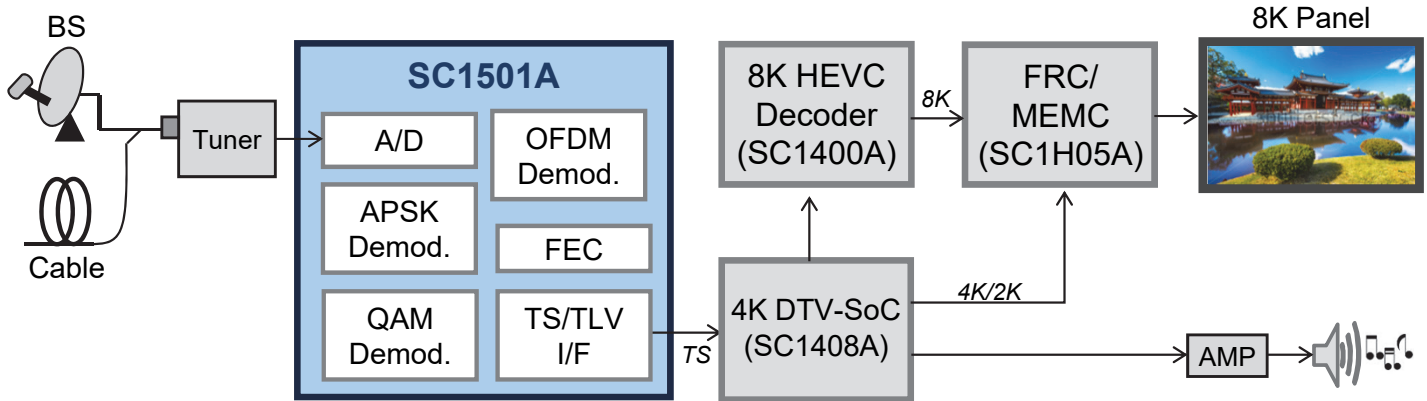 BS
Cable
Tuner
SC1501A
A/D
OFDM
Demod.
APSK
Demod.
FEC
QAM
Demod.
TS/TLV
I/F
TS
8K HEVC
Decoder
(SC1400A)
8K
FRC/
MEMC
(SC1H05A)
8K Panel
4K DTV-SoC
(SC1408A)
4K/2K
AMP